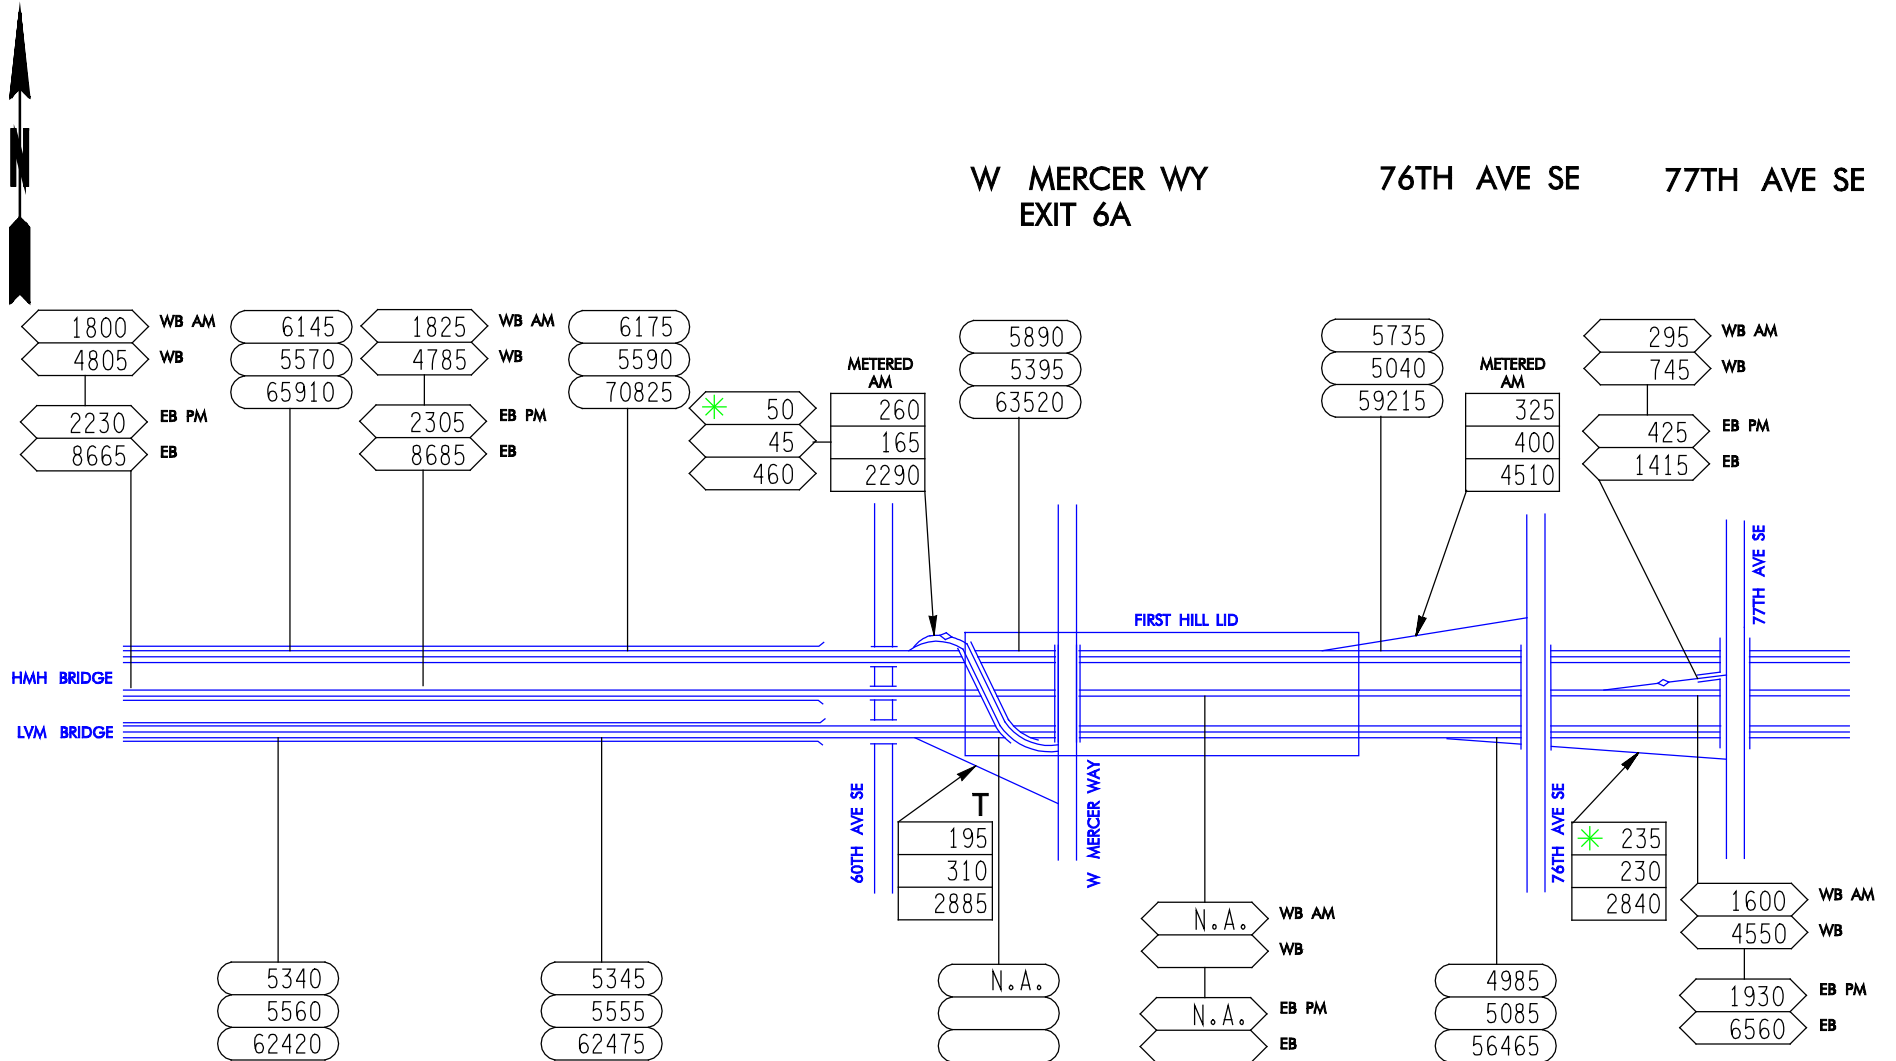 N
W MERCER WY
EXIT 6A
76TH AVE SE
77TH AVE SE
1800 WB AM
4805 WB
2230 EB PM
8665 EB
6145
5570
65910
1825 WB AM
4785 WB
2305 EB PM
8685 EB
6175
5590
70825
50
45
460
METERED
AM
260
165
2290
5890
5395
63520
5735
5040
59215
METERED
AM
325
400
4510
295 WB AM
745 WB
425 EB PM
1415 EB
77TH AVE SE
FIRST HILL LID
HMH BRIDGE
LVM BRIDGE
60TH AVE SE
T
195
310
2885
W MERCER WAY
76TH AVE SE
235
230
2840
5340
5560
62420
5345
5555
62475
N.A.
N.A. WB AM
WB
N.A. EB PM
EB
4985
5085
56465
1600 WB AM
4550 WB
1930 EB PM
6560 EB